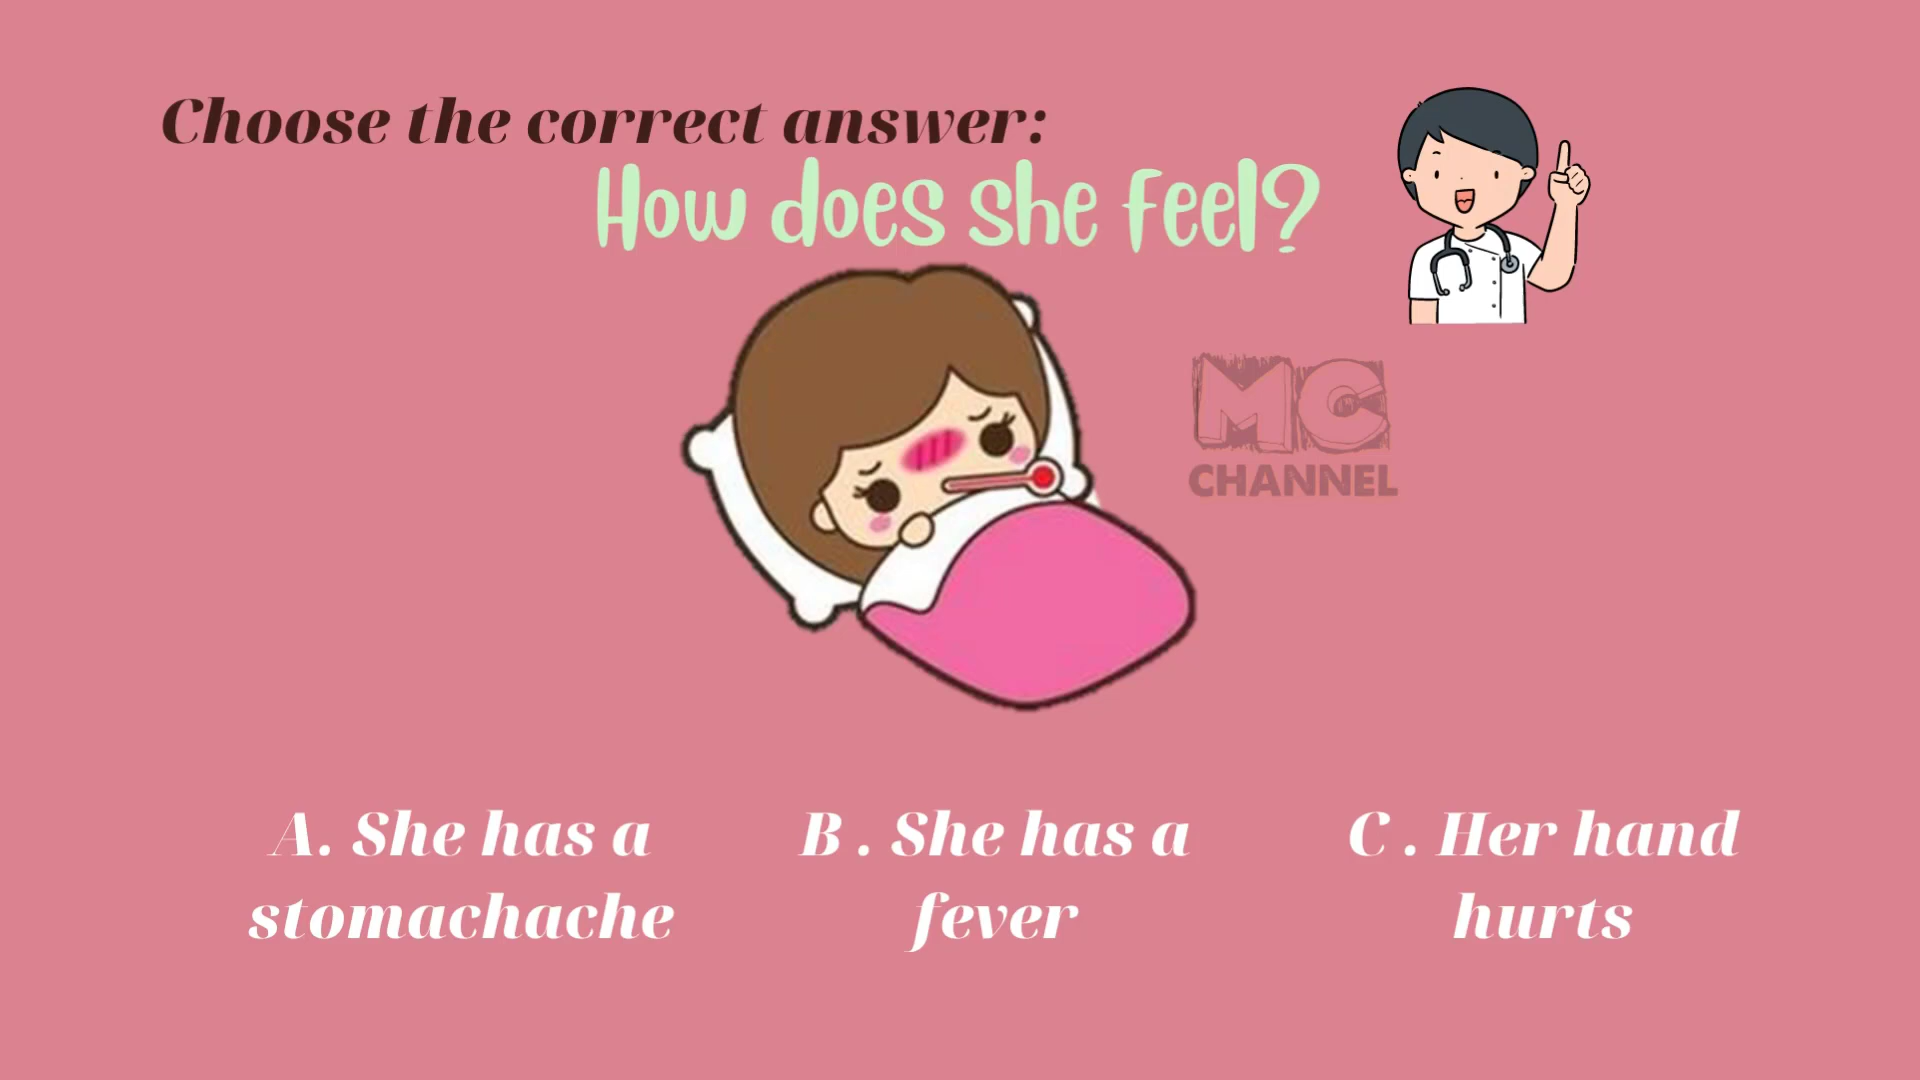 Choose the correct answer:
How does she feel?
MC
CHANNEL
A. She has a
stomachache
B . She has a
fever
C . Her hand
hurts